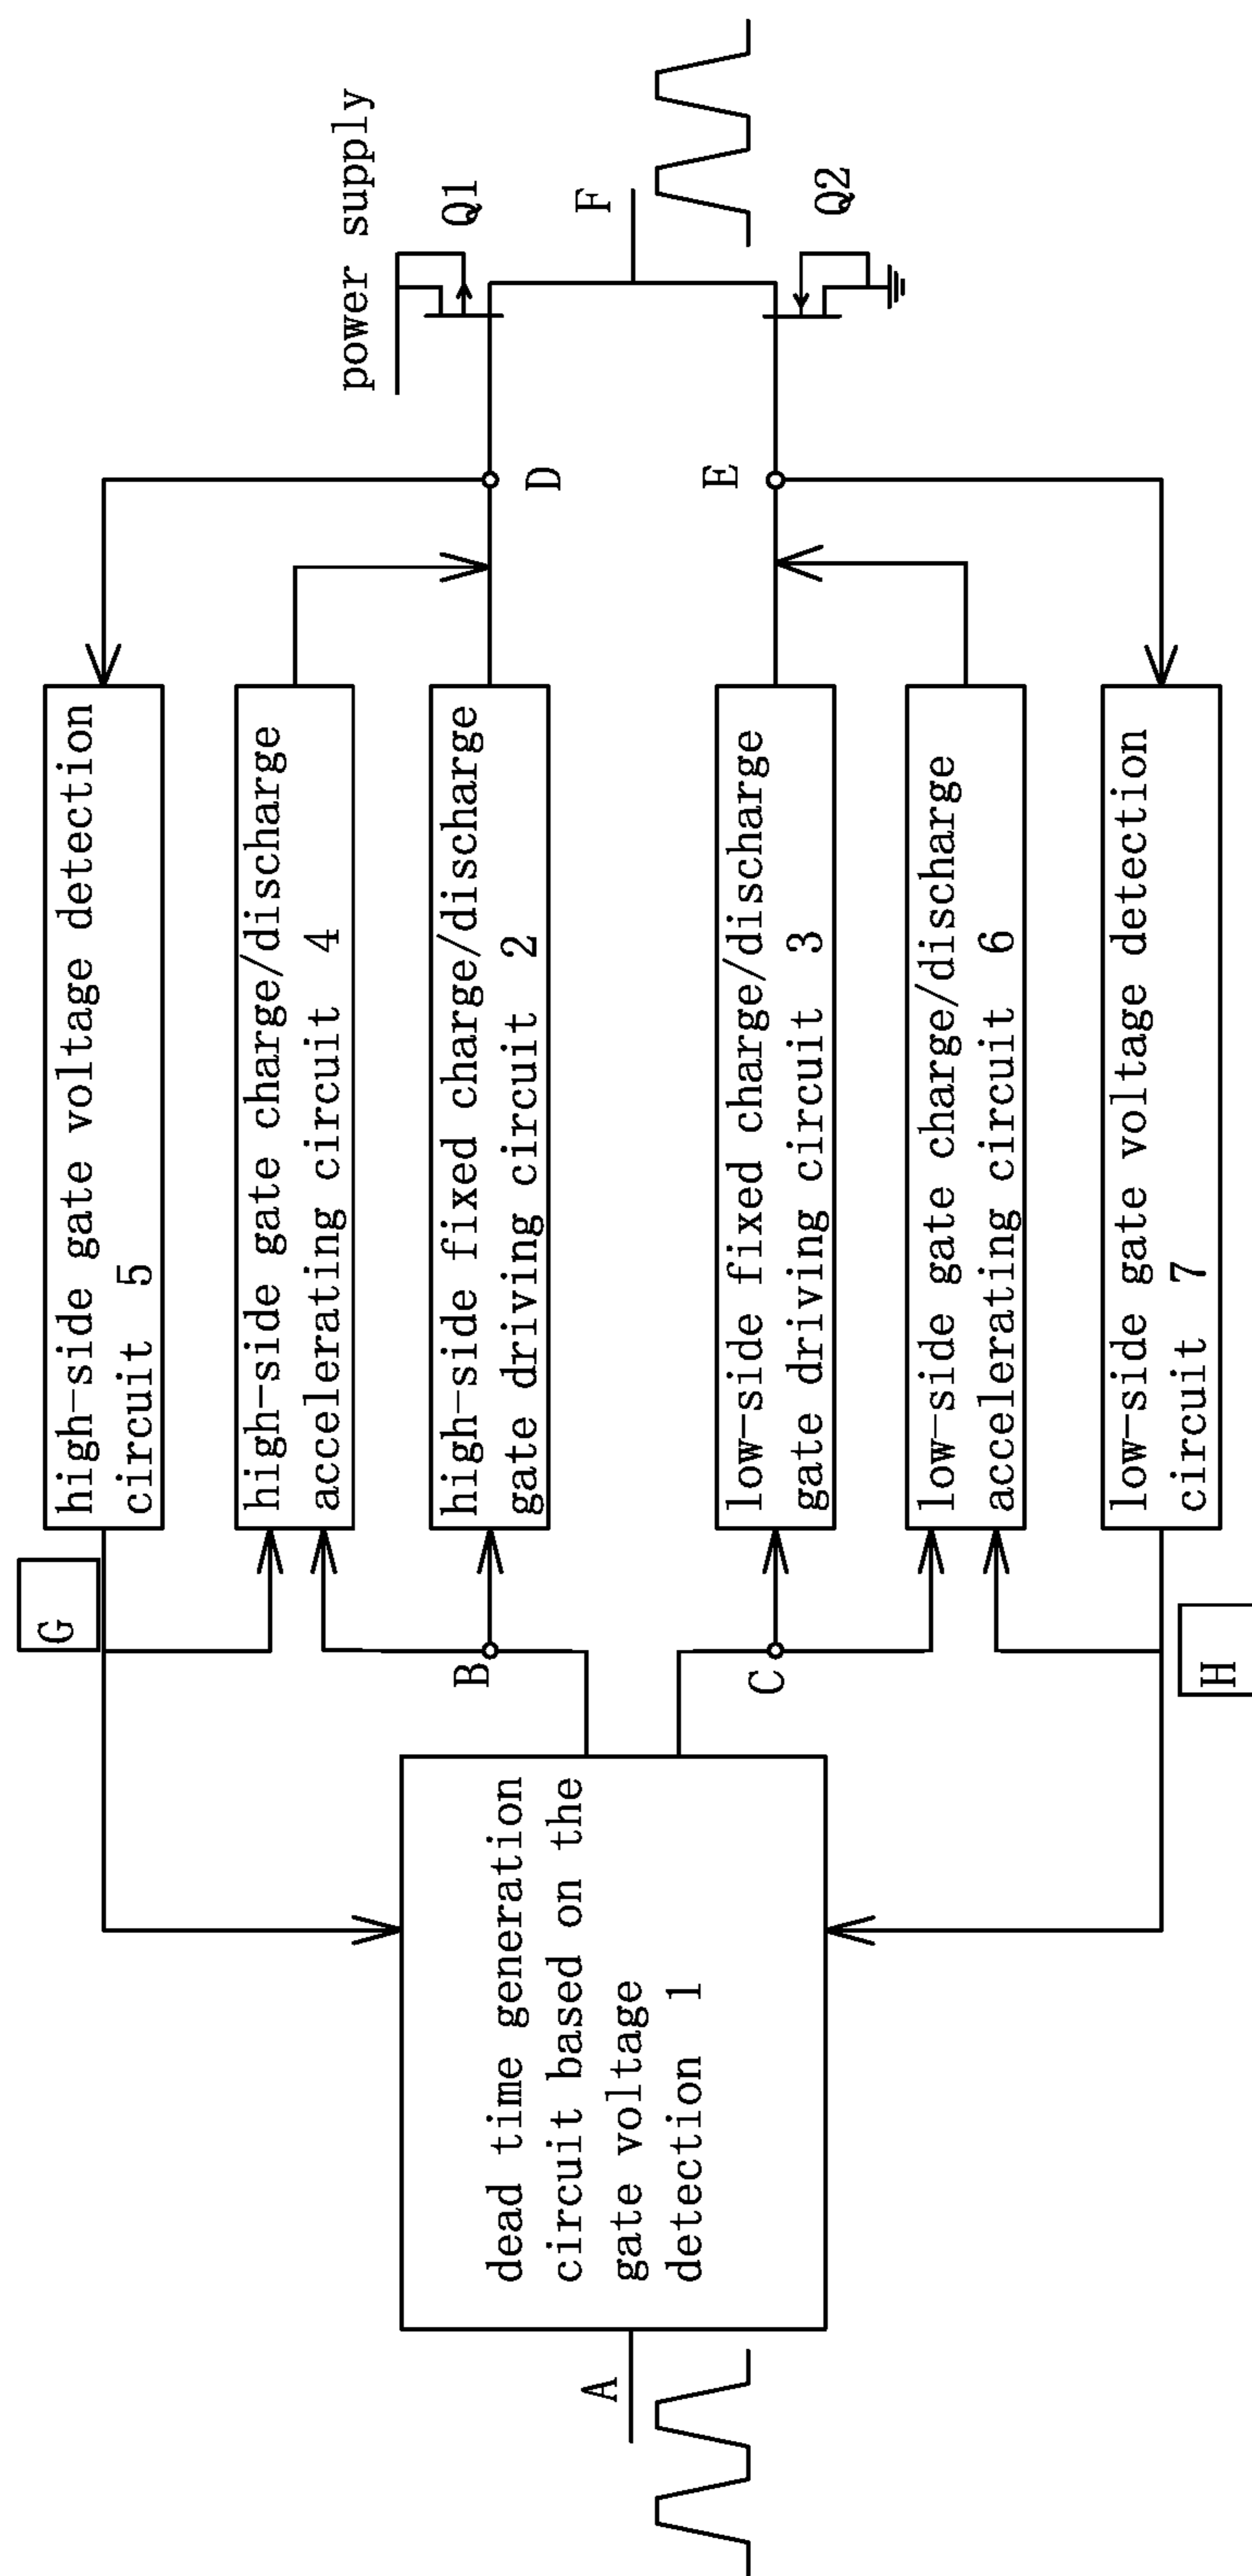 A
dead time generation
circuit based on the
gate voltage
detection 1
G
B
C
H
high-side gate voltage detection
circuit 5
high-side gate charge/discharge
accelerating circuit 4
high-side fixed charge/discharge
gate driving circuit 2
low-side fixed charge/discharge
gate driving circuit 3
low-side gate charge/discharge
accelerating circuit 6
low-side gate voltage detection
circuit 7
D
E
power supply
Q1
F
Q2